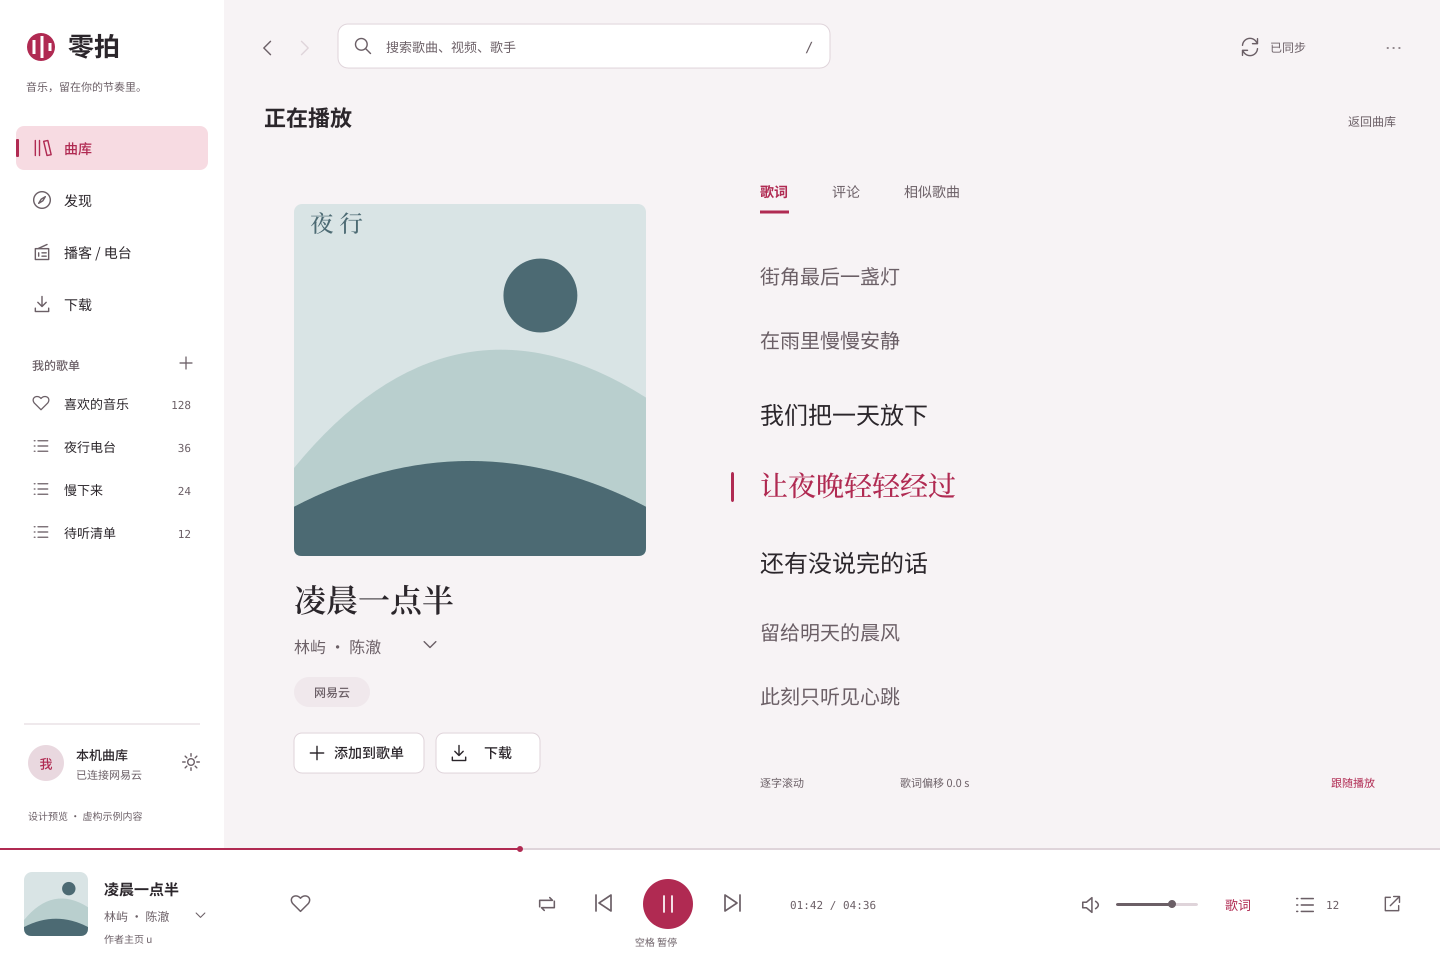 零拍
音乐，留在你的节奏里。
曲库
发现
播客 / 电台
下载
我的歌单
喜欢的音乐 128
夜行电台 36
慢下来 24
待听清单 12
我
本机曲库
已连接网易云
设计预览 · 虚构示例内容
搜索歌曲、视频、歌手 /
已同步
正在播放
返回曲库
夜行
凌晨一点半
林屿 · 陈澈
网易云
添加到歌单
下载
歌词 评论 相似歌曲
街角最后一盏灯
在雨里慢慢安静
我们把一天放下
让夜晚轻轻经过
还有没说完的话
留给明天的晨风
此刻只听见心跳
逐字滚动 歌词偏移 0.0 s 跟随播放
凌晨一点半
林屿 · 陈澈
作者主页 u
空格 暂停
01:42 / 04:36
歌词
12